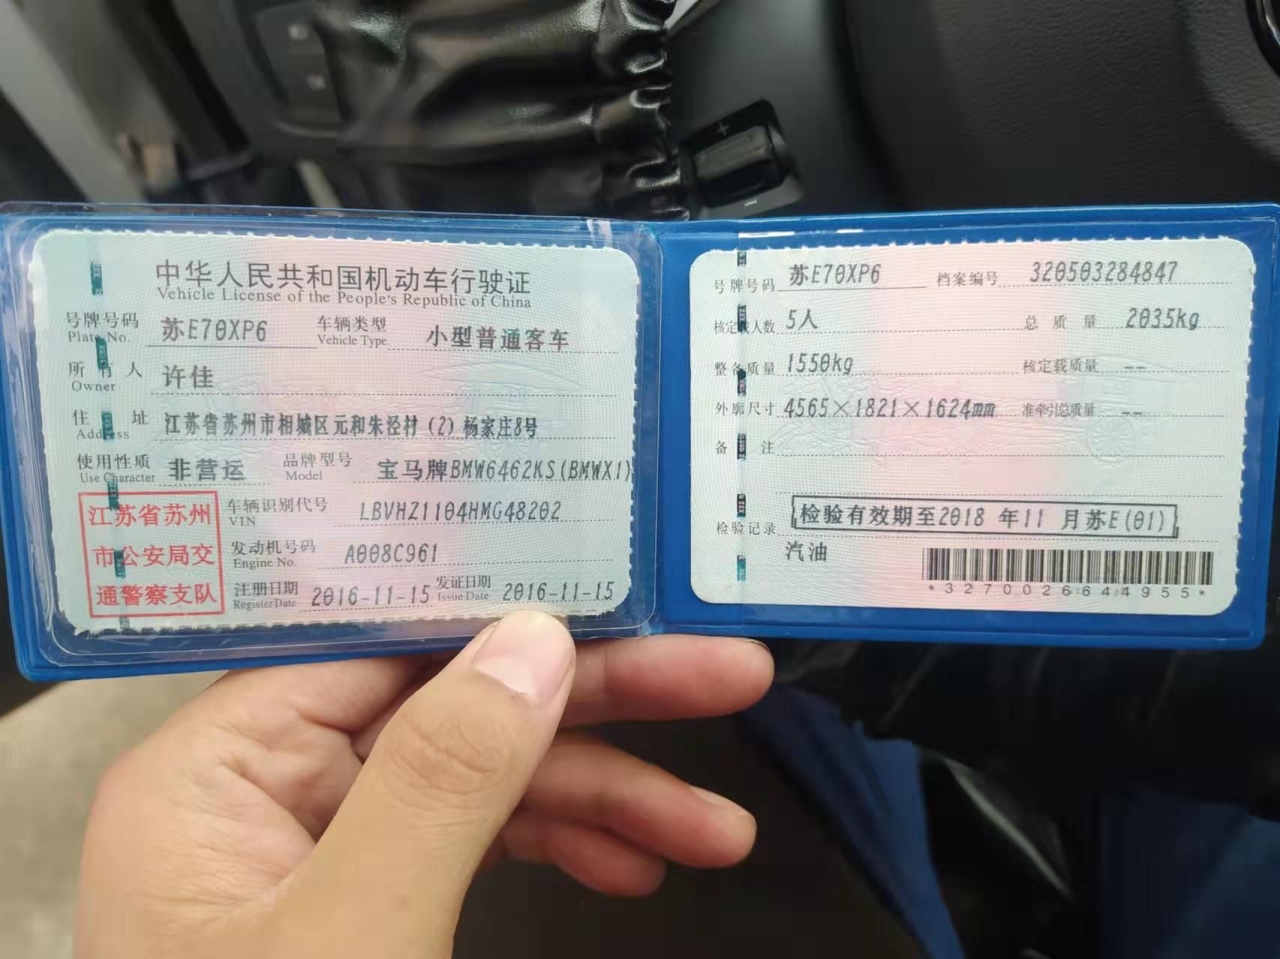 中华人民共和国机动车行驶证
Vehicle License of the People's Republic of China
号牌号码 苏E70XP6 车辆类型 小型普通客车
Plate No. Vehicle Type
所有人 许佳
Owner
住址 江苏省苏州市相城区元和朱泾村(2)杨家庄8号
Address
使用性质 非营运 品牌型号 宝马牌BMW6462KS(BMWX1)
Use Character Model
江苏省苏州
市公安局交
通警察支队
车辆识别代号 LBVHZ1104HMG48202
VIN
发动机号码 A008C961
Engine No.
注册日期 2016-11-15 发证日期 2016-11-15
Register Date Issue Date
号牌号码 苏E70XP6 档案编号 320503284847
核定载人数 5人 总质量 2035kg
整备质量 1550kg 核定载质量 --
外廓尺寸 4565×1821×1624mm 准牵引总质量 --
备注
检验记录 检验有效期至2018 年11 月苏E(01)
汽油
*3270026644955*
+
-